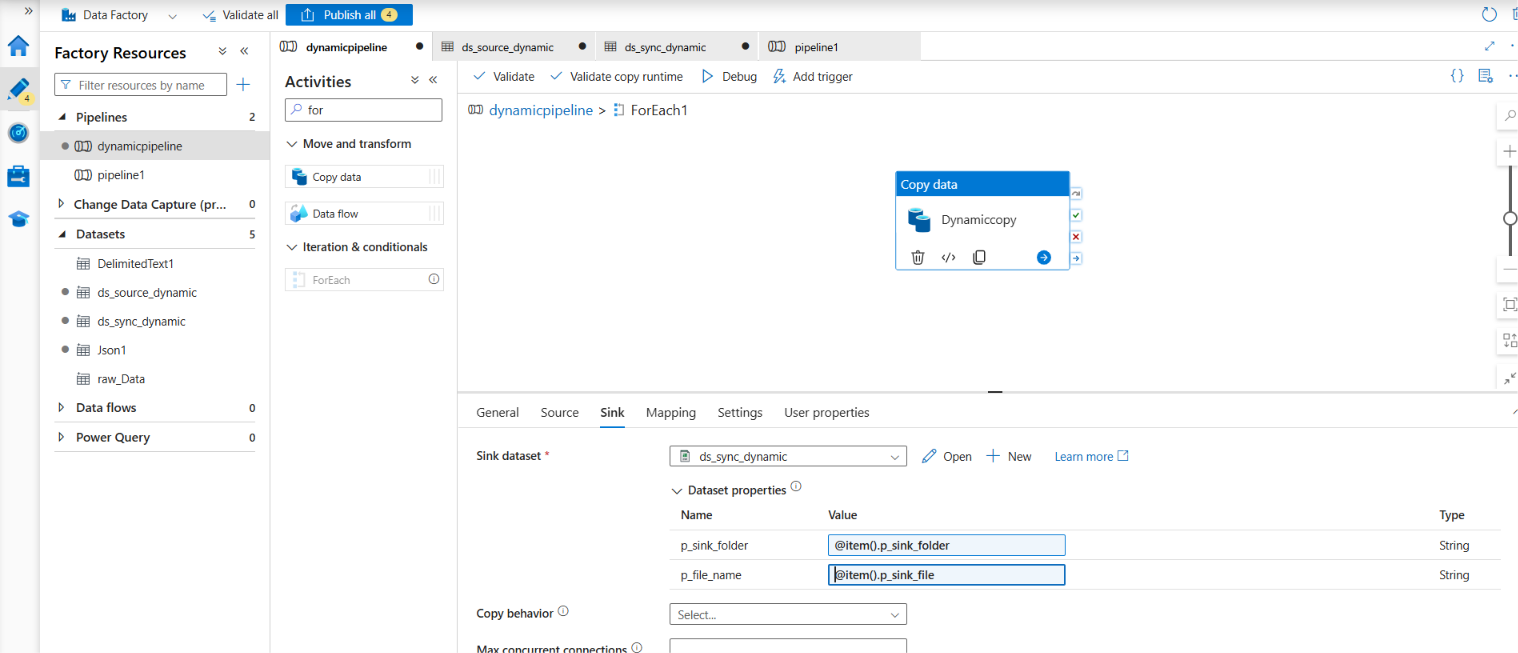 Data Factory Validate all Publish all 4
Factory Resources
Filter resources by name
4
Pipelines 2
dynamicpipeline
pipeline1
Change Data Capture (pr... 0
Datasets 5
DelimitedText1
ds_source_dynamic
ds_sync_dynamic
Json1
raw_Data
Data flows 0
Power Query 0
dynamicpipeline ds_source_dynamic ds_sync_dynamic pipeline1
Activities
for
Move and transform
Copy data
Data flow
Iteration & conditionals
ForEach
Validate Validate copy runtime Debug Add trigger
dynamicpipeline > ForEach1
Copy data
Dynamiccopy
General Source Sink Mapping Settings User properties
Sink dataset * ds_sync_dynamic Open New Learn more
Dataset properties
Name Value Type
p_sink_folder @item().p_sink_folder String
p_file_name @item().p_sink_file String
Copy behavior Select...
Max concurrent connections